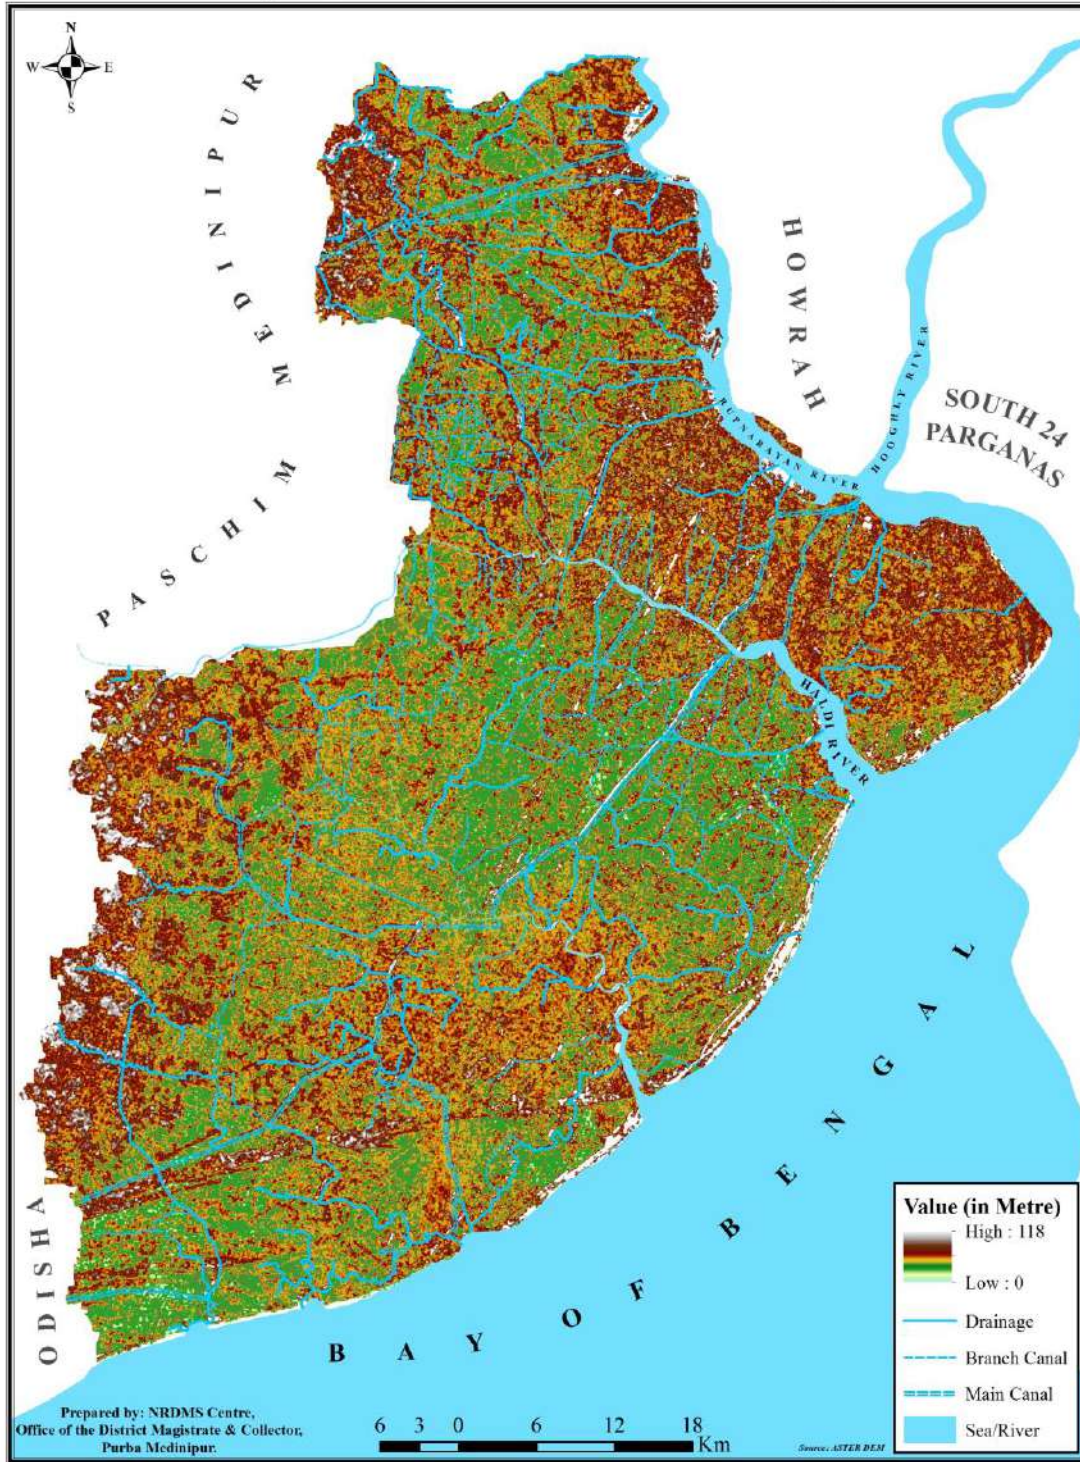 N
W E
S
PASCHIM MEDINIPUR
HOWRAH
HOOGHLY RIVER
SOUTH 24
PARGANAS
RUPNARAYAN RIVER
HALDI RIVER
BAY OF BENGAL
ODISHA
Value (in Metre)
High : 118
Low : 0
Drainage
Branch Canal
Main Canal
Sea/River
Prepared by: NRDMS Centre,
Office of the District Magistrate & Collector,
Purba Medinipur.
6 3 0 6 12 18
Km
Source: ASTER DEM